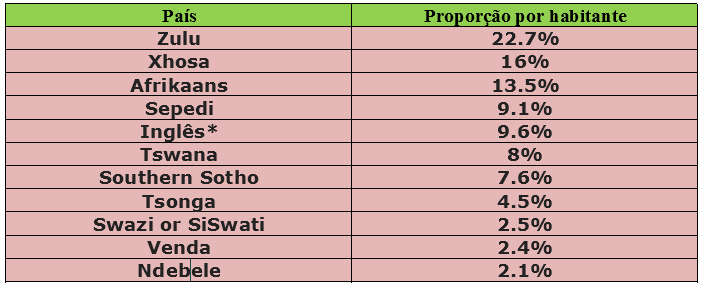 País Proporção por habitante
Zulu 22.7%
Xhosa 16%
Afrikaans 13.5%
Sepedi 9.1%
Inglês* 9.6%
Tswana 8%
Southern Sotho 7.6%
Tsonga 4.5%
Swazi or SiSwati 2.5%
Venda 2.4%
Ndebele 2.1%